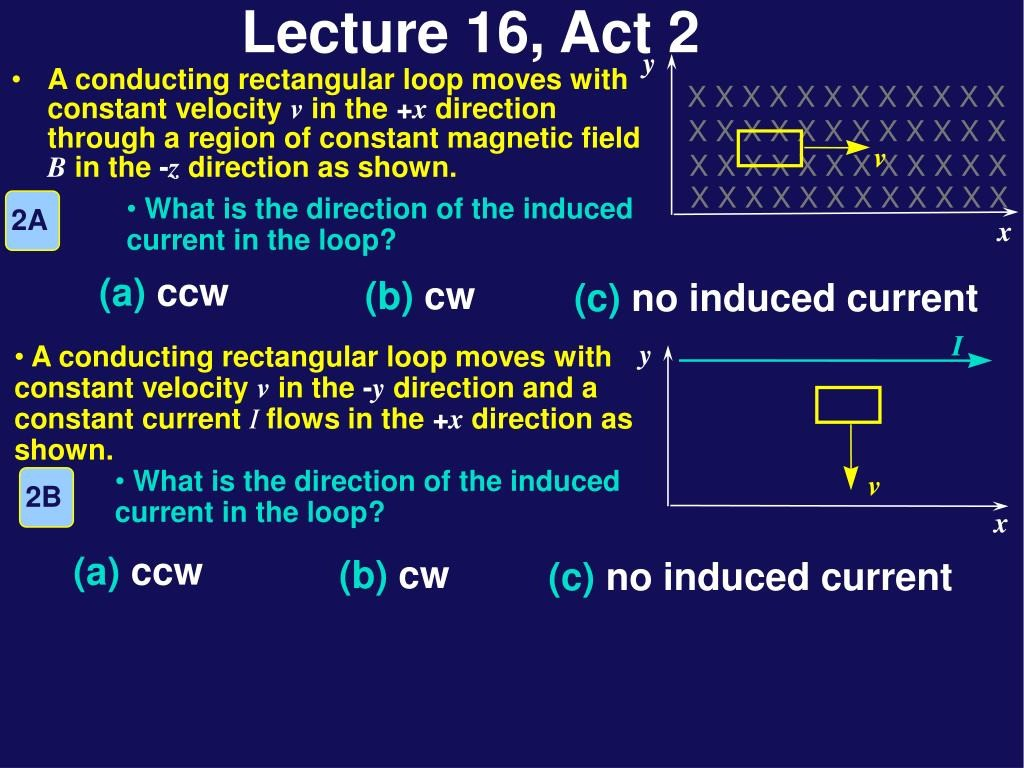 Lecture 16, Act 2
• A conducting rectangular loop moves with
constant velocity v in the +x direction
through a region of constant magnetic field
B in the -z direction as shown.
y
X X X X X X X X X X X X
X X X X X X X X X X X X
v
X X X X X X X X X X X X
X X X X X X X X X X X X
x
2A
• What is the direction of the induced
current in the loop?
(a) ccw (b) cw (c) no induced current
• A conducting rectangular loop moves with
constant velocity v in the -y direction and a
constant current I flows in the +x direction as
shown.
y
I
v
x
2B
• What is the direction of the induced
current in the loop?
(a) ccw (b) cw (c) no induced current